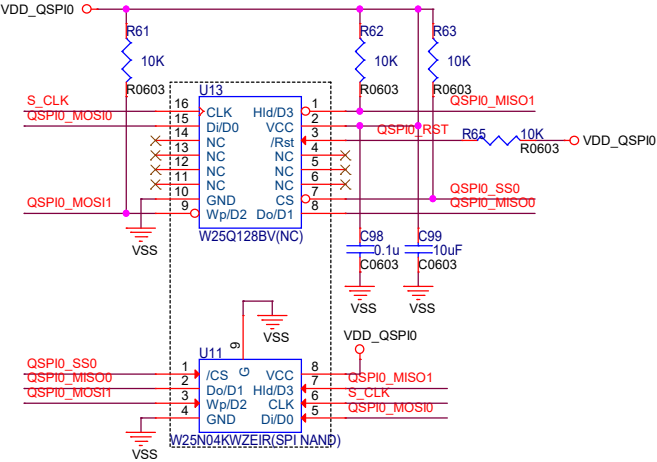 VDD_QSPI0
R61
10K
R0603
R62
10K
R0603
R63
10K
R0603
U13
S_CLK
16
CLK
Hld/D3
1
QSPI0_MISO1
QSPI0_MOSI0
15
Di/D0
VCC
2
14
NC
/Rst
3
QSPI0_RST
R65
10K
R0603
VDD_QSPI0
13
NC
NC
4
12
NC
NC
5
11
NC
NC
6
10
GND
CS
7
QSPI0_SS0
QSPI0_MOSI1
9
Wp/D2
Do/D1
8
QSPI0_MISO0
VSS
W25Q128BV(NC)
C98
0.1u
C0603
C99
10uF
C0603
VSS
VSS
VSS
9
G
VDD_QSPI0
U11
QSPI0_SS0
1
/CS
VCC
8
QSPI0_MISO0
2
Do/D1
Hld/D3
7
QSPI0_MISO1
QSPI0_MOSI1
3
Wp/D2
CLK
6
S_CLK
4
GND
Di/D0
5
QSPI0_MOSI0
VSS
W25N04KWZEIR(SPI NAND)